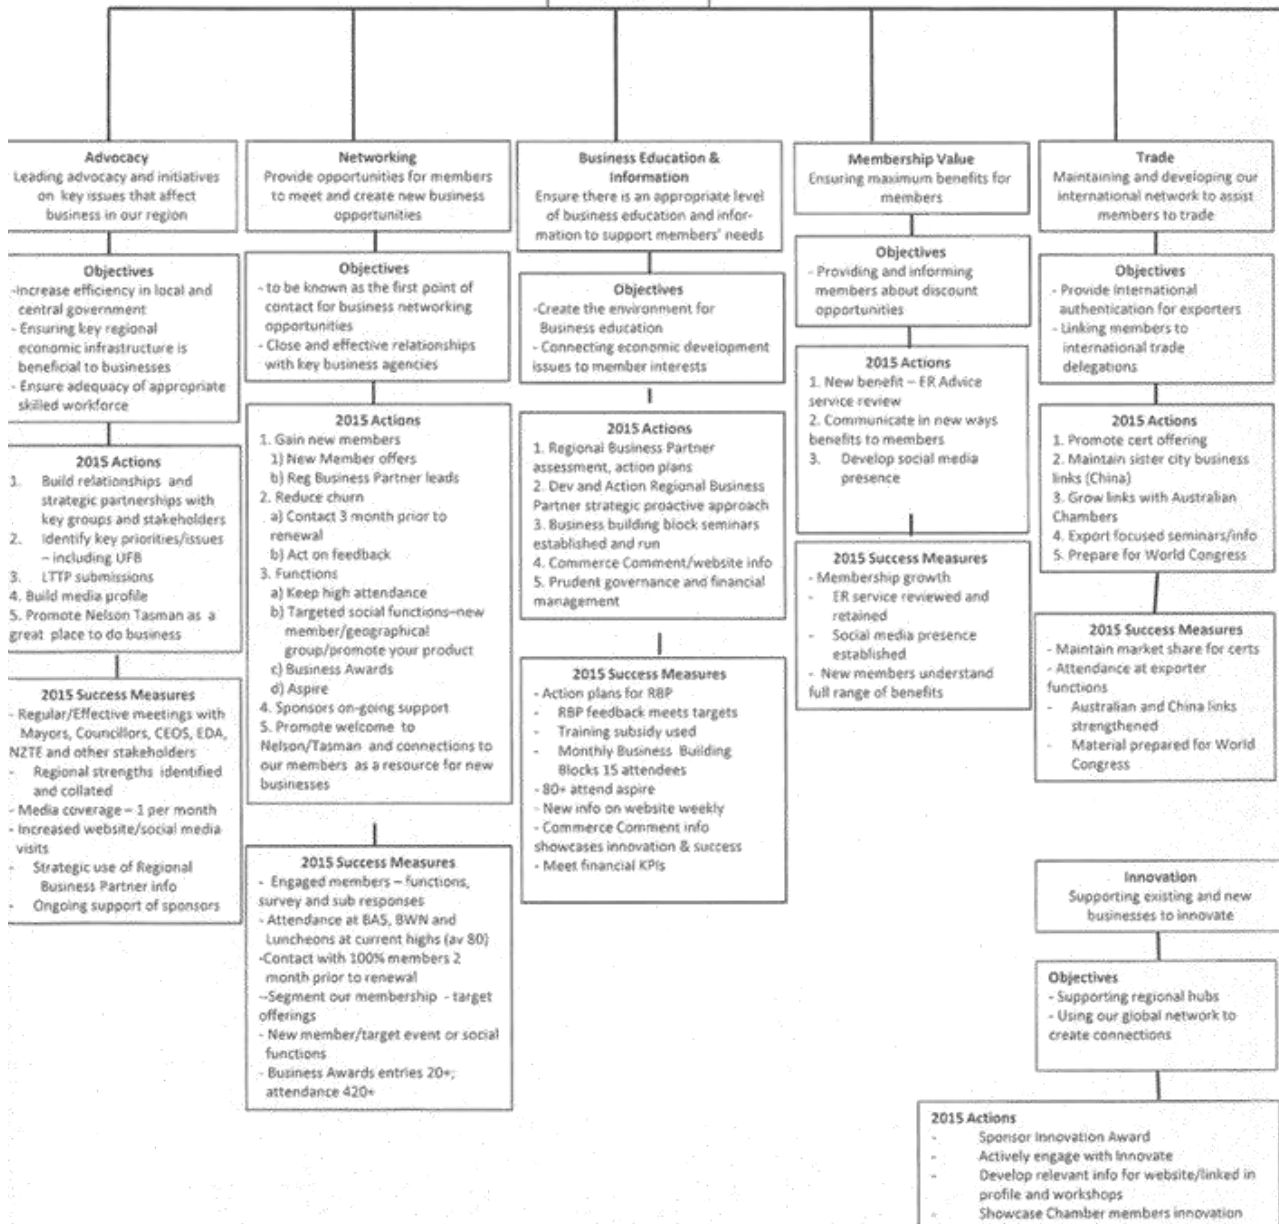 Advocacy
Leading advocacy and initiatives
on key issues that affect
business in our region
Objectives
-Increase efficiency in local and
central government
- Ensuring key regional
economic infrastructure is
beneficial to businesses
- Ensure adequacy of appropriate
skilled workforce
2015 Actions
1. Build relationships and
strategic partnerships with
key groups and stakeholders
2. Identify key priorities/issues
– including UFB
3. LTTP submissions
4. Build media profile
5. Promote Nelson Tasman as a
great place to do business
2015 Success Measures
- Regular/Effective meetings with
Mayors, Councillors, CEOS, EDA,
NZTE and other stakeholders
- Regional strengths identified
and collated
- Media coverage – 1 per month
- Increased website/social media
visits
- Strategic use of Regional
Business Partner info
- Ongoing support of sponsors
Networking
Provide opportunities for members
to meet and create new business
opportunities
Objectives
- to be known as the first point of
contact for business networking
opportunities
- Close and effective relationships
with key business agencies
2015 Actions
1. Gain new members
1) New Member offers
b) Reg Business Partner leads
2. Reduce churn
a) Contact 3 month prior to
renewal
b) Act on feedback
3. Functions
a) Keep high attendance
b) Targeted social functions–new
member/geographical
group/promote your product
c) Business Awards
d) Aspire
4. Sponsors on-going support
5. Promote welcome to
Nelson/Tasman and connections to
our members as a resource for new
businesses
2015 Success Measures
- Engaged members – functions,
survey and sub responses
- Attendance at BA5, BWN and
Luncheons at current highs (av 80)
-Contact with 100% members 2
month prior to renewal
--Segment our membership - target
offerings
- New member/target event or social
functions
- Business Awards entries 20+;
attendance 420+
Business Education &
Information
Ensure there is an appropriate level
of business education and infor-
mation to support members' needs
Objectives
-Create the environment for
Business education
- Connecting economic development
issues to member interests
2015 Actions
1. Regional Business Partner
assessment, action plans
2. Dev and Action Regional Business
Partner strategic proactive approach
3. Business building block seminars
established and run
4. Commerce Comment/website info
5. Prudent governance and financial
management
2015 Success Measures
- Action plans for RBP
- RBP feedback meets targets
- Training subsidy used
- Monthly Business Building
Blocks 15 attendees
- 80+ attend aspire
- New info on website weekly
- Commerce Comment info
showcases innovation & success
- Meet financial KPIs
Membership Value
Ensuring maximum benefits for
members
Objectives
- Providing and informing
members about discount
opportunities
2015 Actions
1. New benefit – ER Advice
service review
2. Communicate in new ways
benefits to members
3. Develop social media
presence
2015 Success Measures
- Membership growth
- ER service reviewed and
retained
- Social media presence
established
- New members understand
full range of benefits
Trade
Maintaining and developing our
international network to assist
members to trade
Objectives
- Provide International
authentication for exporters
- Linking members to
international trade
delegations
2015 Actions
1. Promote cert offering
2. Maintain sister city business
links (China)
3. Grow links with Australian
Chambers
4. Export focused seminars/info
5. Prepare for World Congress
2015 Success Measures
- Maintain market share for certs
- Attendance at exporter
functions
- Australian and China links
strengthened
- Material prepared for World
Congress
Innovation
Supporting existing and new
businesses to innovate
Objectives
- Supporting regional hubs
- Using our global network to
create connections
2015 Actions
- Sponsor Innovation Award
- Actively engage with Innovate
- Develop relevant info for website/linked in
profile and workshops
- Showcase Chamber members innovation